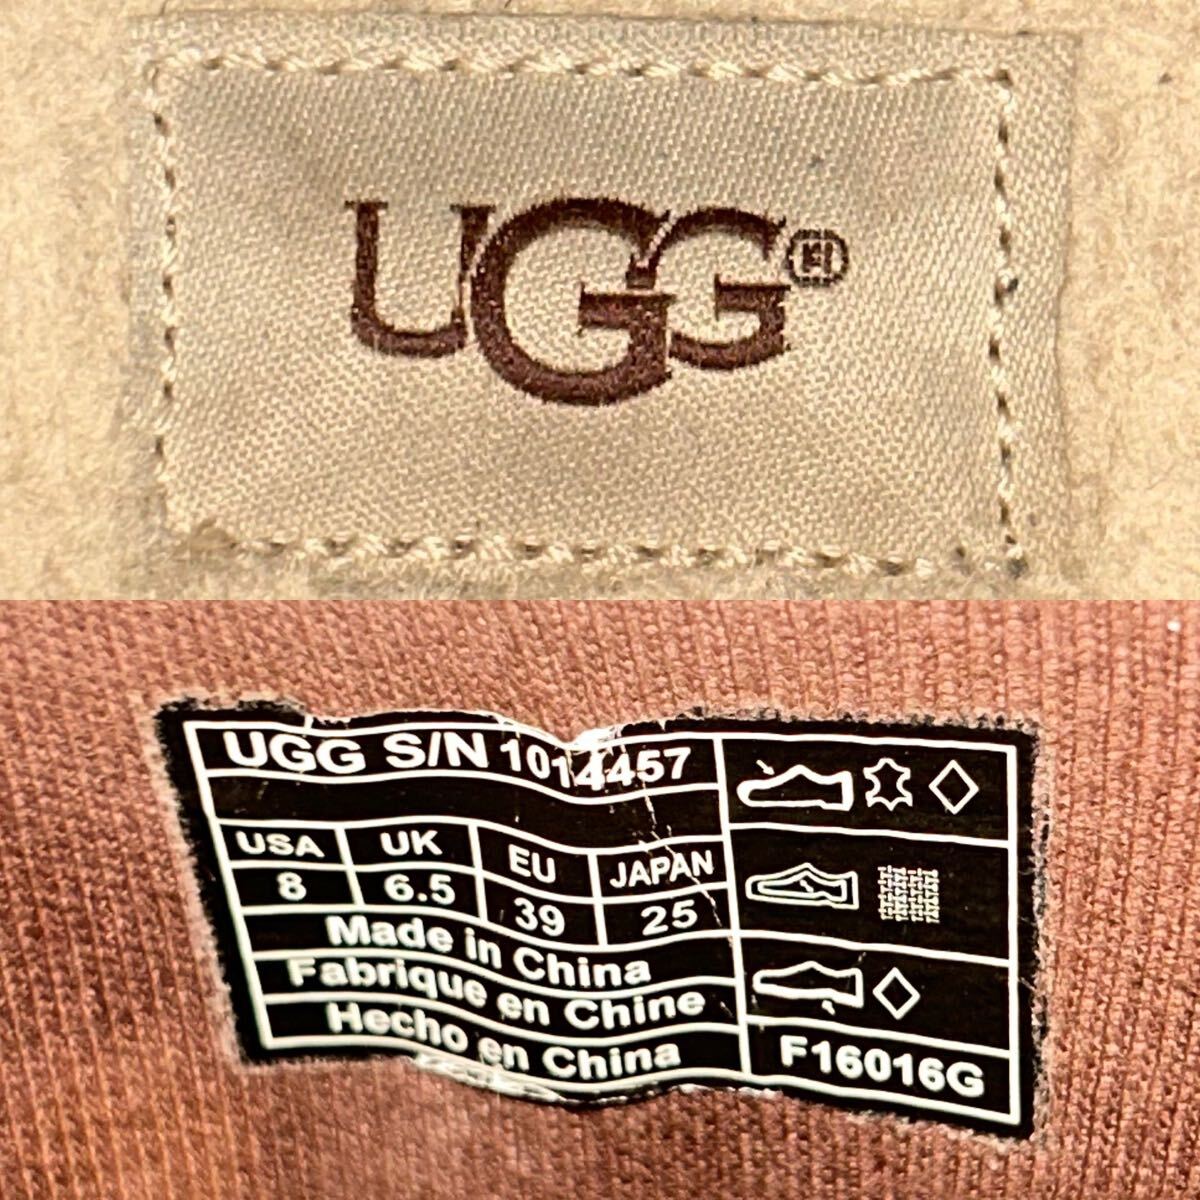 UGG®
UGG S/N 1014457
USA UK EU JAPAN
8 6.5 39 25
Made in China
Fabrique en Chine
Hecho en China
F16016G